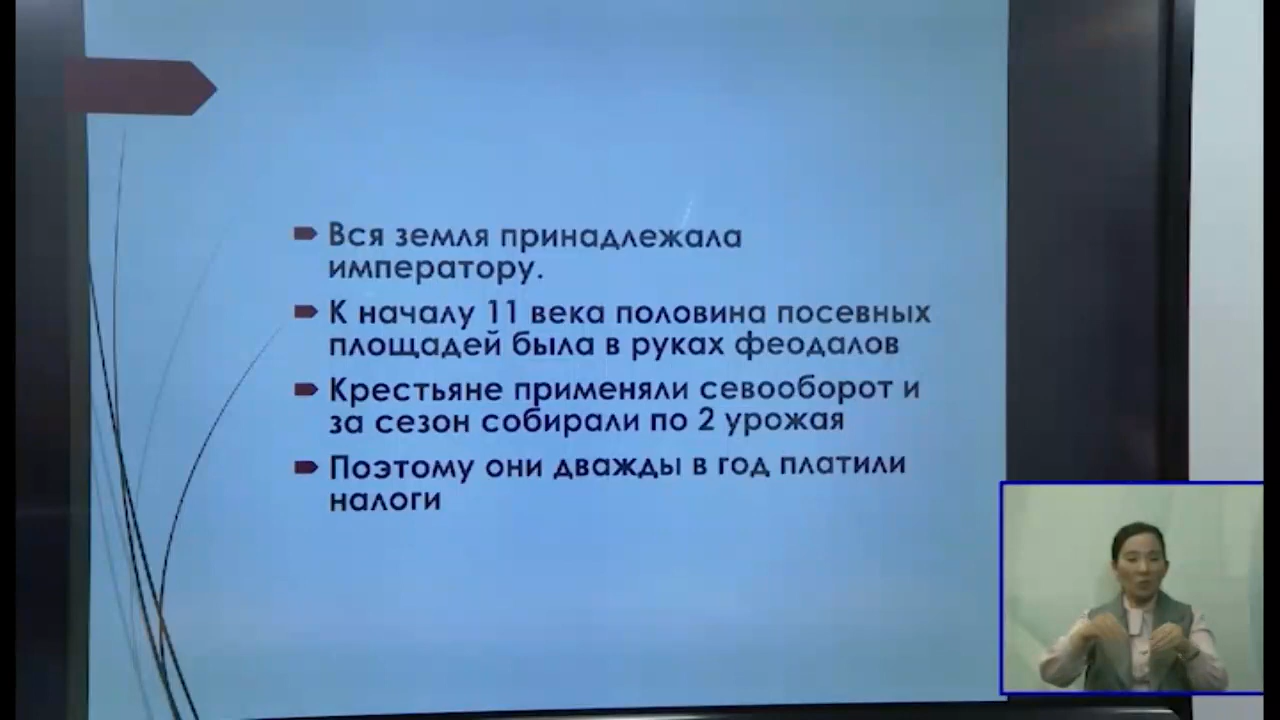 Вся земля принадлежала
императору.
К началу 11 века половина посевных
площадей была в руках феодалов
Крестьяне применяли севооборот и
за сезон собирали по 2 урожая
Поэтому они дважды в год платили
налоги